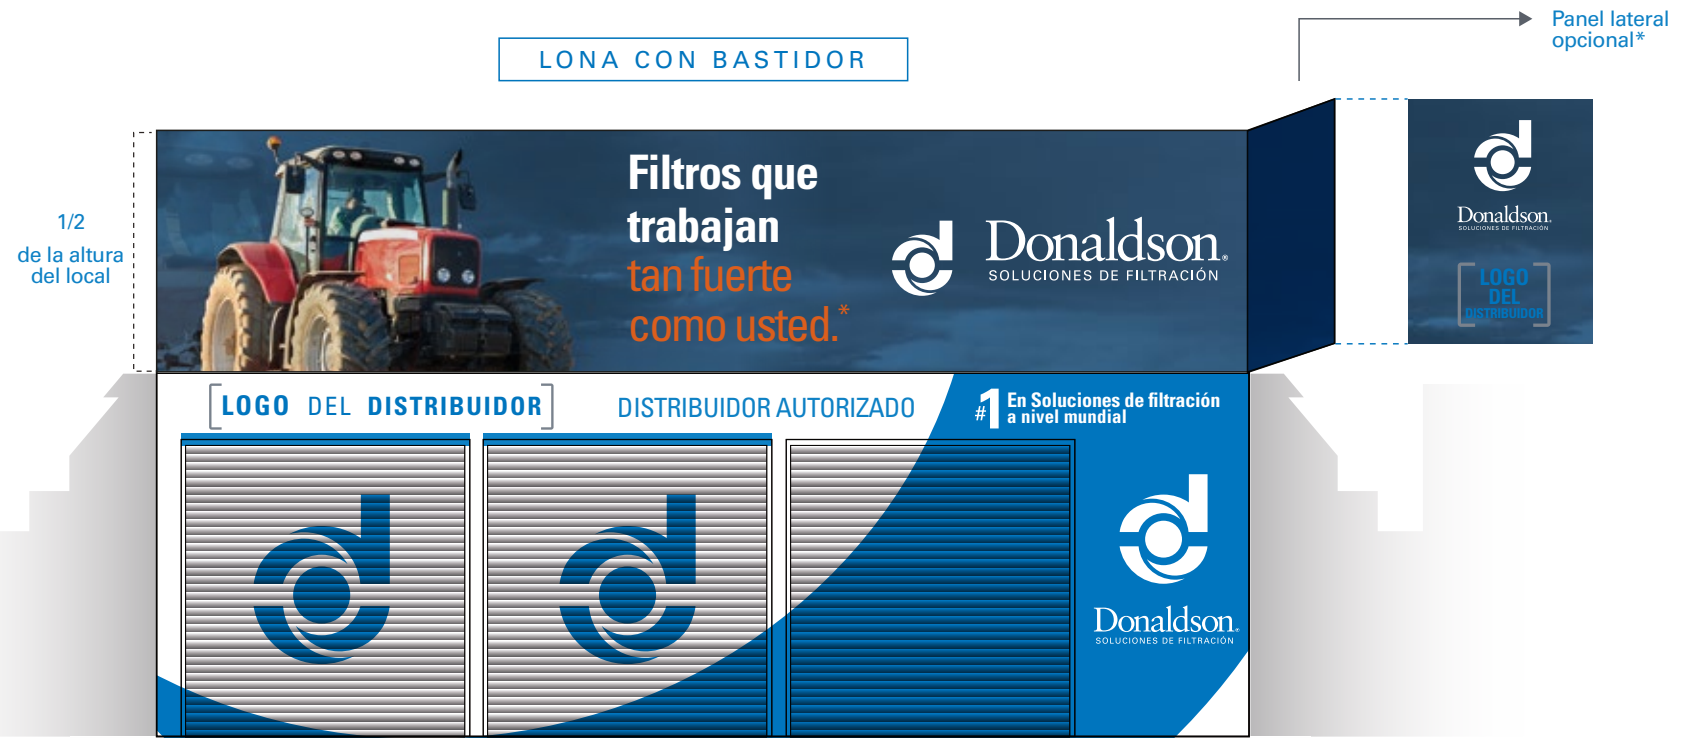 Panel lateral
opcional*
LONA CON BASTIDOR
1/2
de la altura
del local
Filtros que
trabajan
tan fuerte
como usted.*
Donaldson®
SOLUCIONES DE FILTRACIÓN
Donaldson®
SOLUCIONES DE FILTRACIÓN
[LOGO
DEL
DISTRIBUIDOR]
[LOGO DEL DISTRIBUIDOR]
DISTRIBUIDOR AUTORIZADO
#1 En Soluciones de filtración
a nivel mundial
Donaldson®
SOLUCIONES DE FILTRACIÓN